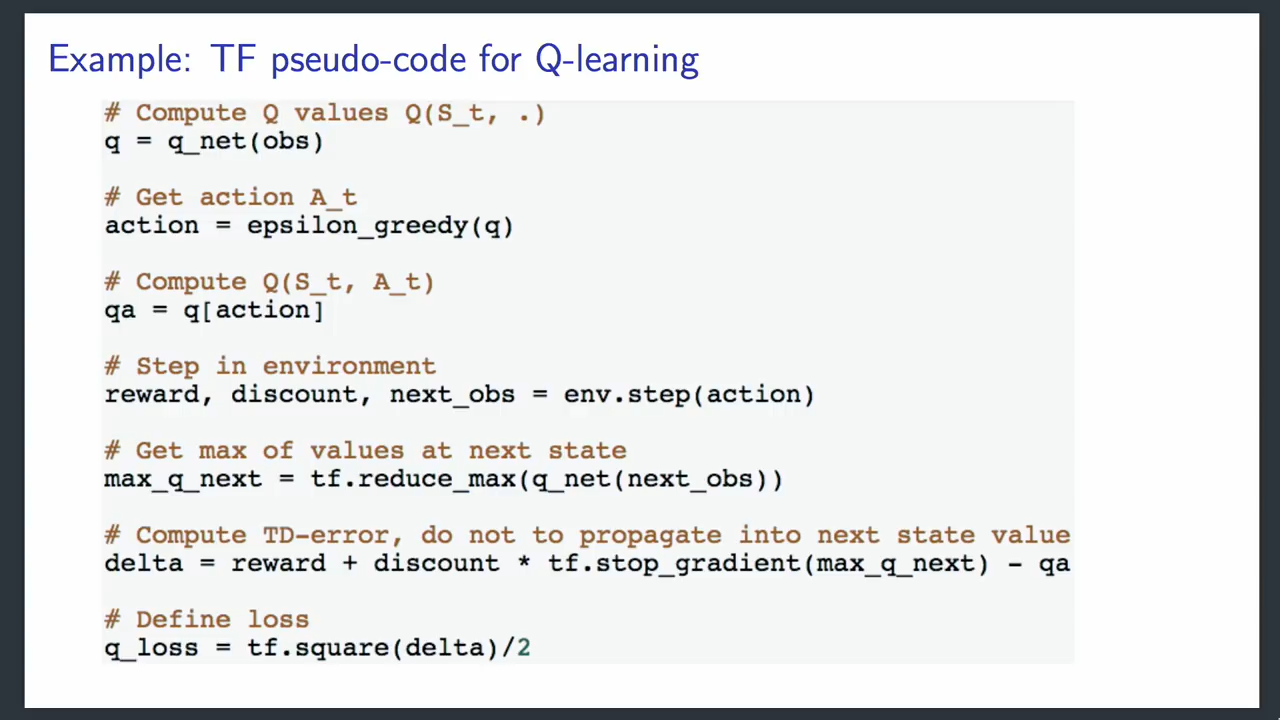 Example: TF pseudo-code for Q-learning
# Compute Q values Q(S_t, .)
q = q_net(obs)
# Get action A_t
action = epsilon_greedy(q)
# Compute Q(S_t, A_t)
qa = q[action]
# Step in environment
reward, discount, next_obs = env.step(action)
# Get max of values at next state
max_q_next = tf.reduce_max(q_net(next_obs))
# Compute TD-error, do not to propagate into next state value
delta = reward + discount * tf.stop_gradient(max_q_next) - qa
# Define loss
q_loss = tf.square(delta)/2